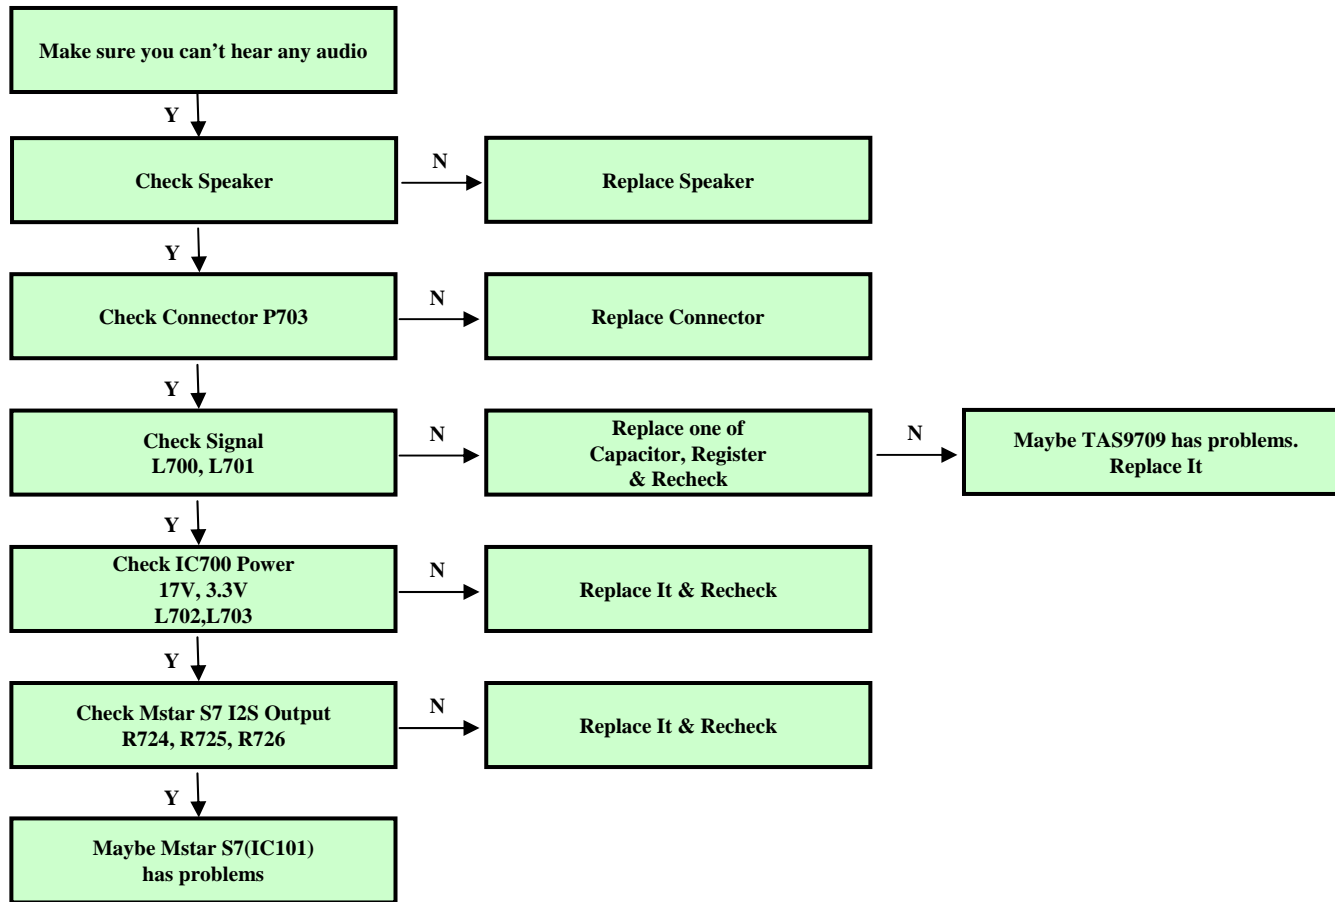 Make sure you can’t hear any audio
Y
Check Speaker
N
Replace Speaker
Y
Check Connector P703
N
Replace Connector
Y
Check Signal
L700, L701
N
Replace one of
Capacitor, Register
& Recheck
N
Maybe TAS9709 has problems.
Replace It
Y
Check IC700 Power
17V, 3.3V
L702,L703
N
Replace It & Recheck
Y
Check Mstar S7 I2S Output
R724, R725, R726
N
Replace It & Recheck
Y
Maybe Mstar S7(IC101)
has problems